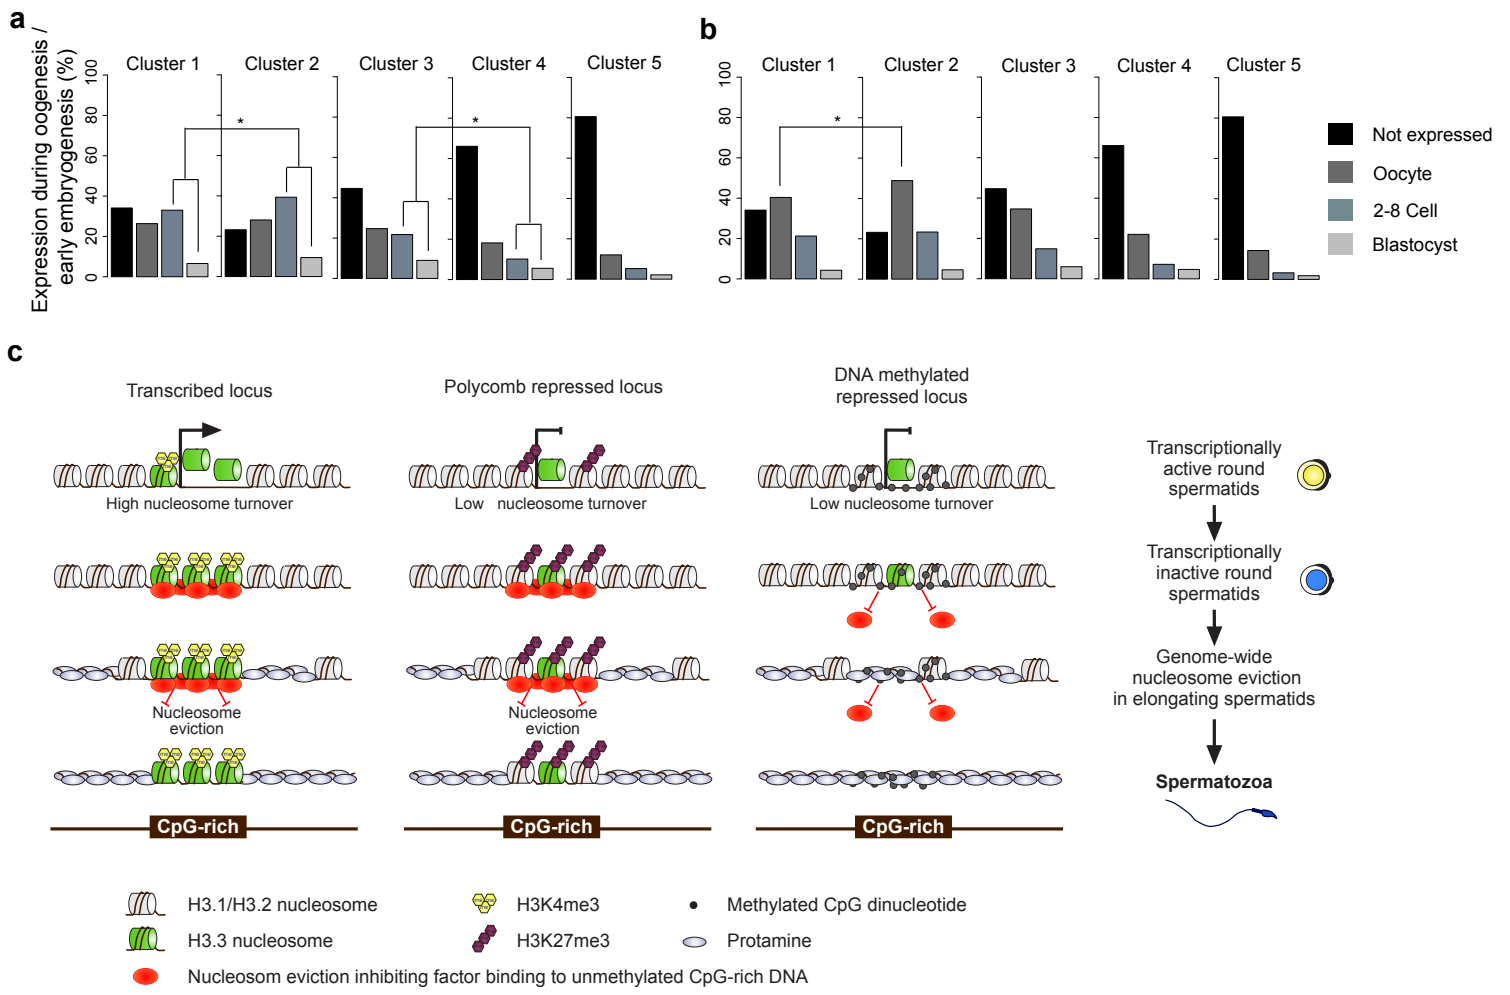 a
Expression during oogenesis /
early embryogenesis (%)
Cluster 1
Cluster 2
Cluster 3
Cluster 4
Cluster 5
100
80
60
40
20
0
*
*
b
Cluster 1
Cluster 2
Cluster 3
Cluster 4
Cluster 5
100
80
60
40
20
0
*
Not expressed
Oocyte
2-8 Cell
Blastocyst
c
Transcribed locus
Polycomb repressed locus
DNA methylated
repressed locus
High nucleosome turnover
Low nucleosome turnover
Low nucleosome turnover
Transcriptionally
active round
spermatids
Transcriptionally
inactive round
spermatids
Nucleosome
eviction
Nucleosome
eviction
Genome-wide
nucleosome eviction
in elongating spermatids
Spermatozoa
CpG-rich
CpG-rich
CpG-rich
H3.1/H3.2 nucleosome
H3K4me3
Methylated CpG dinucleotide
H3.3 nucleosome
H3K27me3
Protamine
Nucleosom eviction inhibiting factor binding to unmethylated CpG-rich DNA